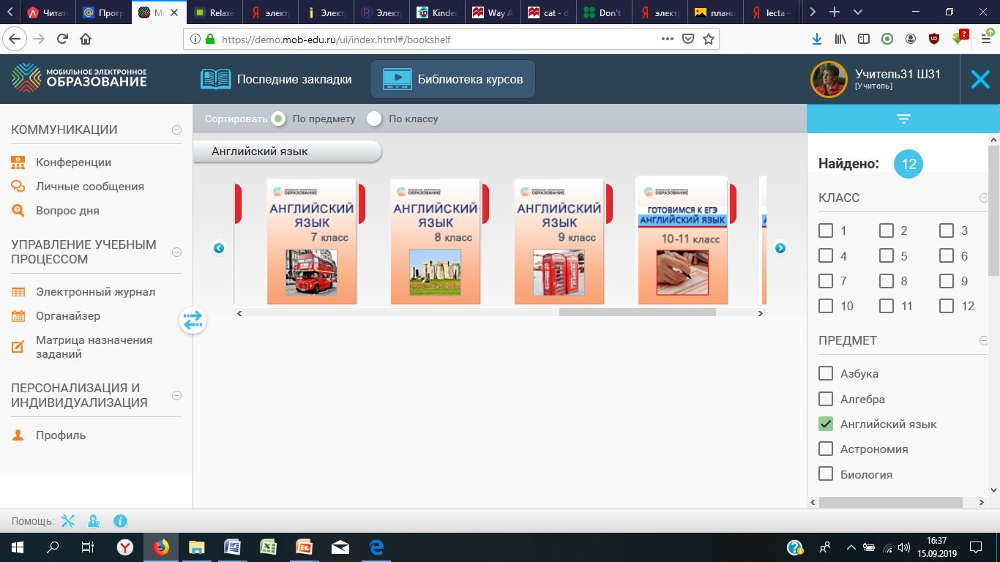 Читат
Прогр
Мо
Relaxe
электр
Электр
Электр
Kinder
Way A
cat - d
Don't
электр
планш
lecta –
https://demo.mob-edu.ru/ui/index.html#/bookshelf
МОБИЛЬНОЕ ЭЛЕКТРОННОЕ
ОБРАЗОВАНИЕ
Последние закладки
Библиотека курсов
Учитель31 Ш31
[Учитель]
КОММУНИКАЦИИ
Конференции
Личные сообщения
Вопрос дня
УПРАВЛЕНИЕ УЧЕБНЫМ
ПРОЦЕССОМ
Электронный журнал
Органайзер
Матрица назначения
заданий
ПЕРСОНАЛИЗАЦИЯ И
ИНДИВИДУАЛИЗАЦИЯ
Профиль
Сортировать:
По предмету
По классу
Английский язык
МОБИЛЬНОЕ ЭЛЕКТРОННОЕ
ОБРАЗОВАНИЕ
АНГЛИЙСКИЙ
ЯЗЫК
7 класс
МОБИЛЬНОЕ ЭЛЕКТРОННОЕ
ОБРАЗОВАНИЕ
АНГЛИЙСКИЙ
ЯЗЫК
8 класс
МОБИЛЬНОЕ ЭЛЕКТРОННОЕ
ОБРАЗОВАНИЕ
АНГЛИЙСКИЙ
ЯЗЫК
9 класс
МОБИЛЬНОЕ ЭЛЕКТРОННОЕ
ОБРАЗОВАНИЕ
ГОТОВИМСЯ К ЕГЭ
АНГЛИЙСКИЙ ЯЗЫК
10-11 класс
Найдено: 12
КЛАСС
1 2 3
4 5 6
7 8 9
10 11 12
ПРЕДМЕТ
Азбука
Алгебра
Английский язык
Астрономия
Биология
Помощь:
16:37
15.09.2019